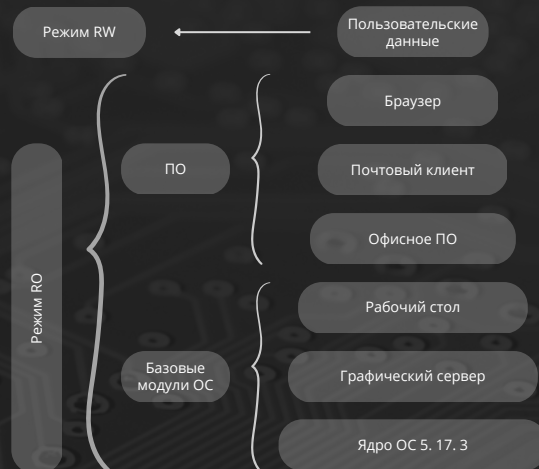 Режим RW
Пользовательские
данные
Браузер
ПО
Почтовый клиент
Офисное ПО
Режим RO
Рабочий стол
Базовые
модули ОС
Графический сервер
Ядро ОС 5. 17. 3